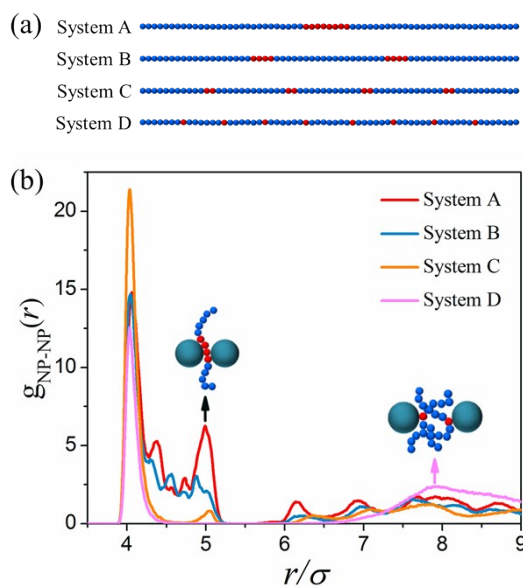 (a)
System A
System B
System C
System D
(b)
20
15
10
5
0
g_NP-NP(r)
System A
System B
System C
System D
4 5 6 7 8 9
r/σ